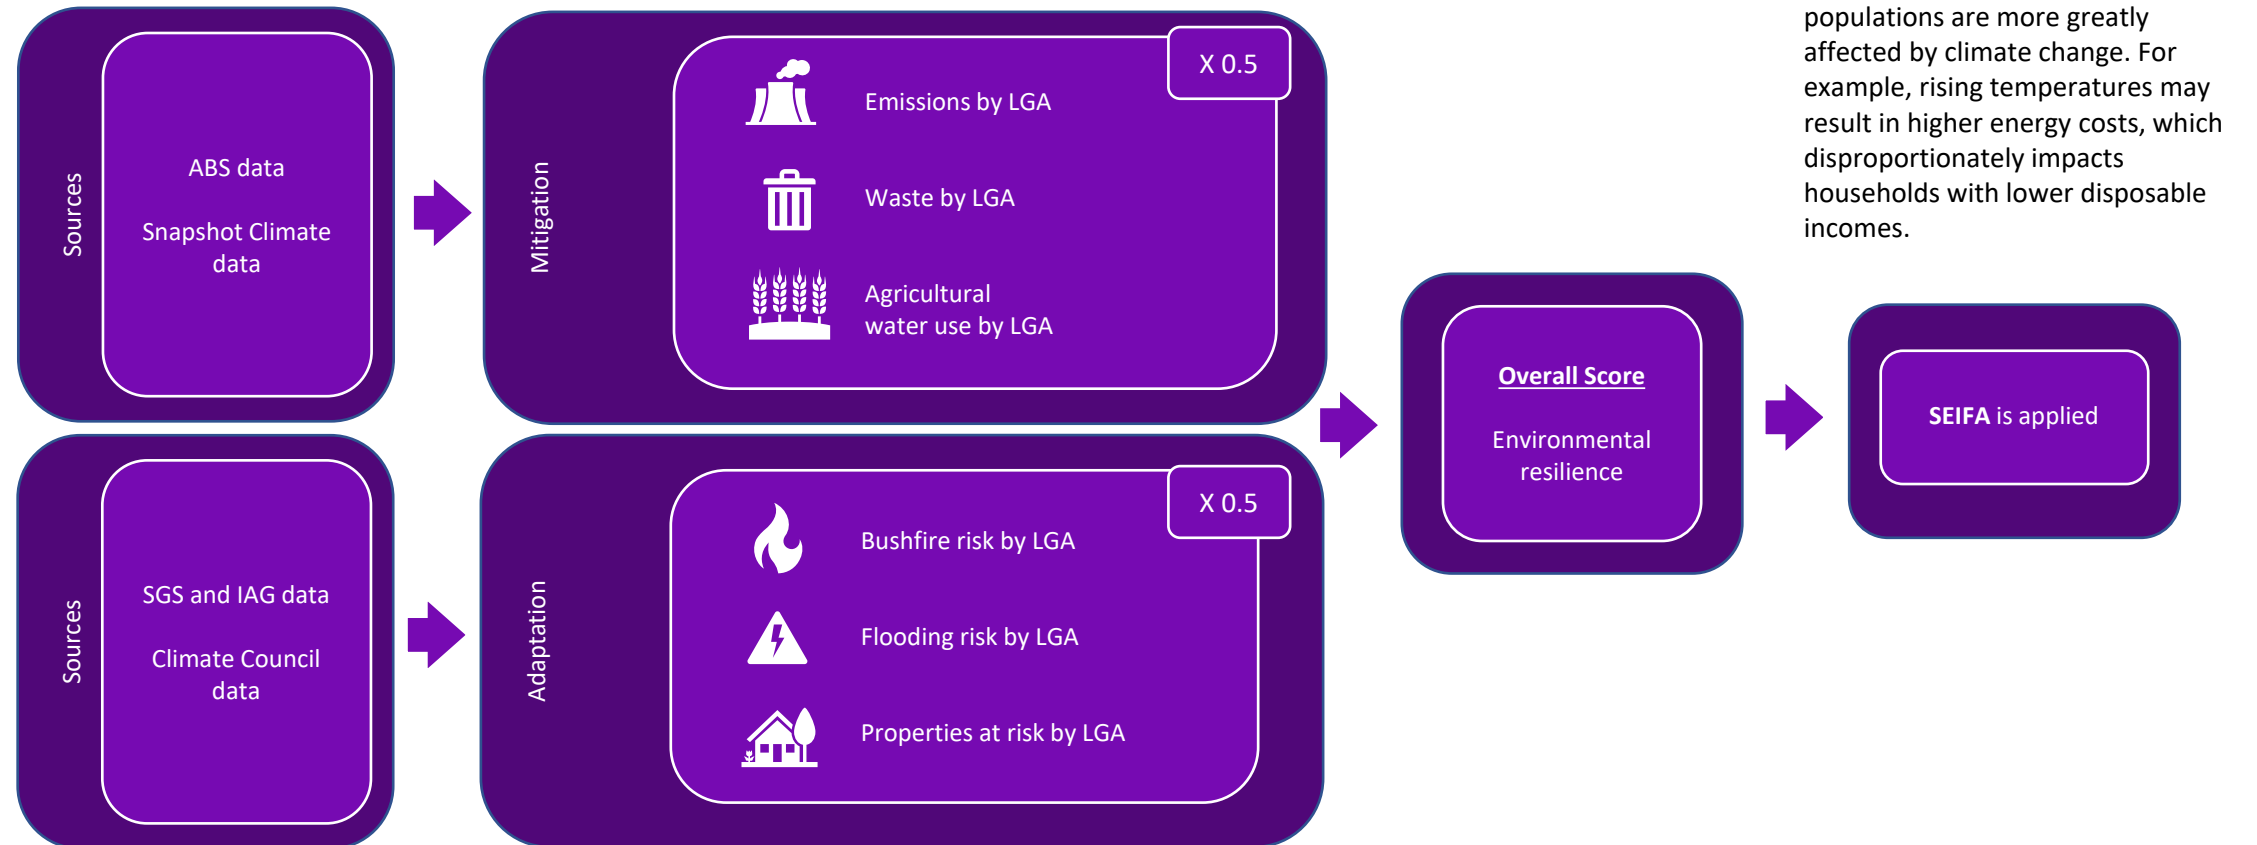 populations are more greatly
affected by climate change. For
example, rising temperatures may
result in higher energy costs, which
disproportionately impacts
households with lower disposable
incomes.
Sources
ABS data
Snapshot Climate
data
Mitigation
X 0.5
Emissions by LGA
Waste by LGA
Agricultural
water use by LGA
Sources
SGS and IAG data
Climate Council
data
Adaptation
X 0.5
Bushfire risk by LGA
Flooding risk by LGA
Properties at risk by LGA
Overall Score
Environmental
resilience
SEIFA is applied